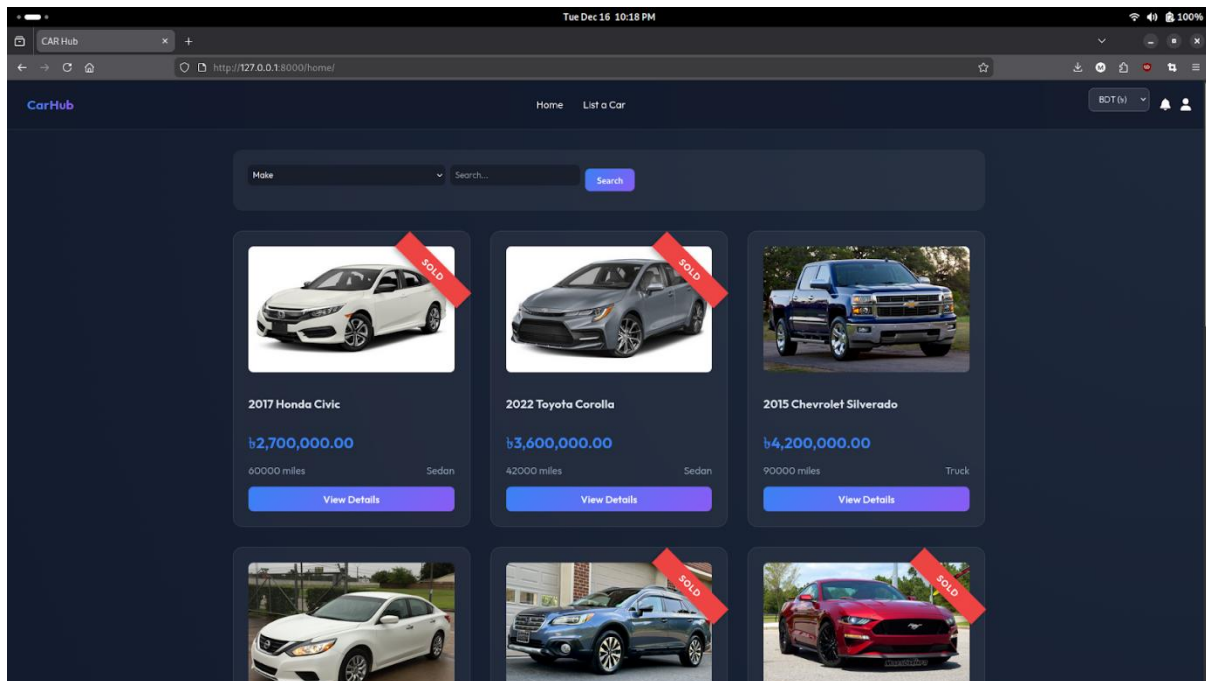 Tue Dec 16 10:18 PM
100%
CAR Hub
http://127.0.0.1:8000/home/
CarHub
Home List a Car
BDT (৳)
Make Search... Search
SOLD SOLD
2017 Honda Civic 2022 Toyota Corolla 2015 Chevrolet Silverado
৳2,700,000.00 ৳3,600,000.00 ৳4,200,000.00
60000 miles Sedan 42000 miles Sedan 90000 miles Truck
View Details View Details View Details
SOLD SOLD